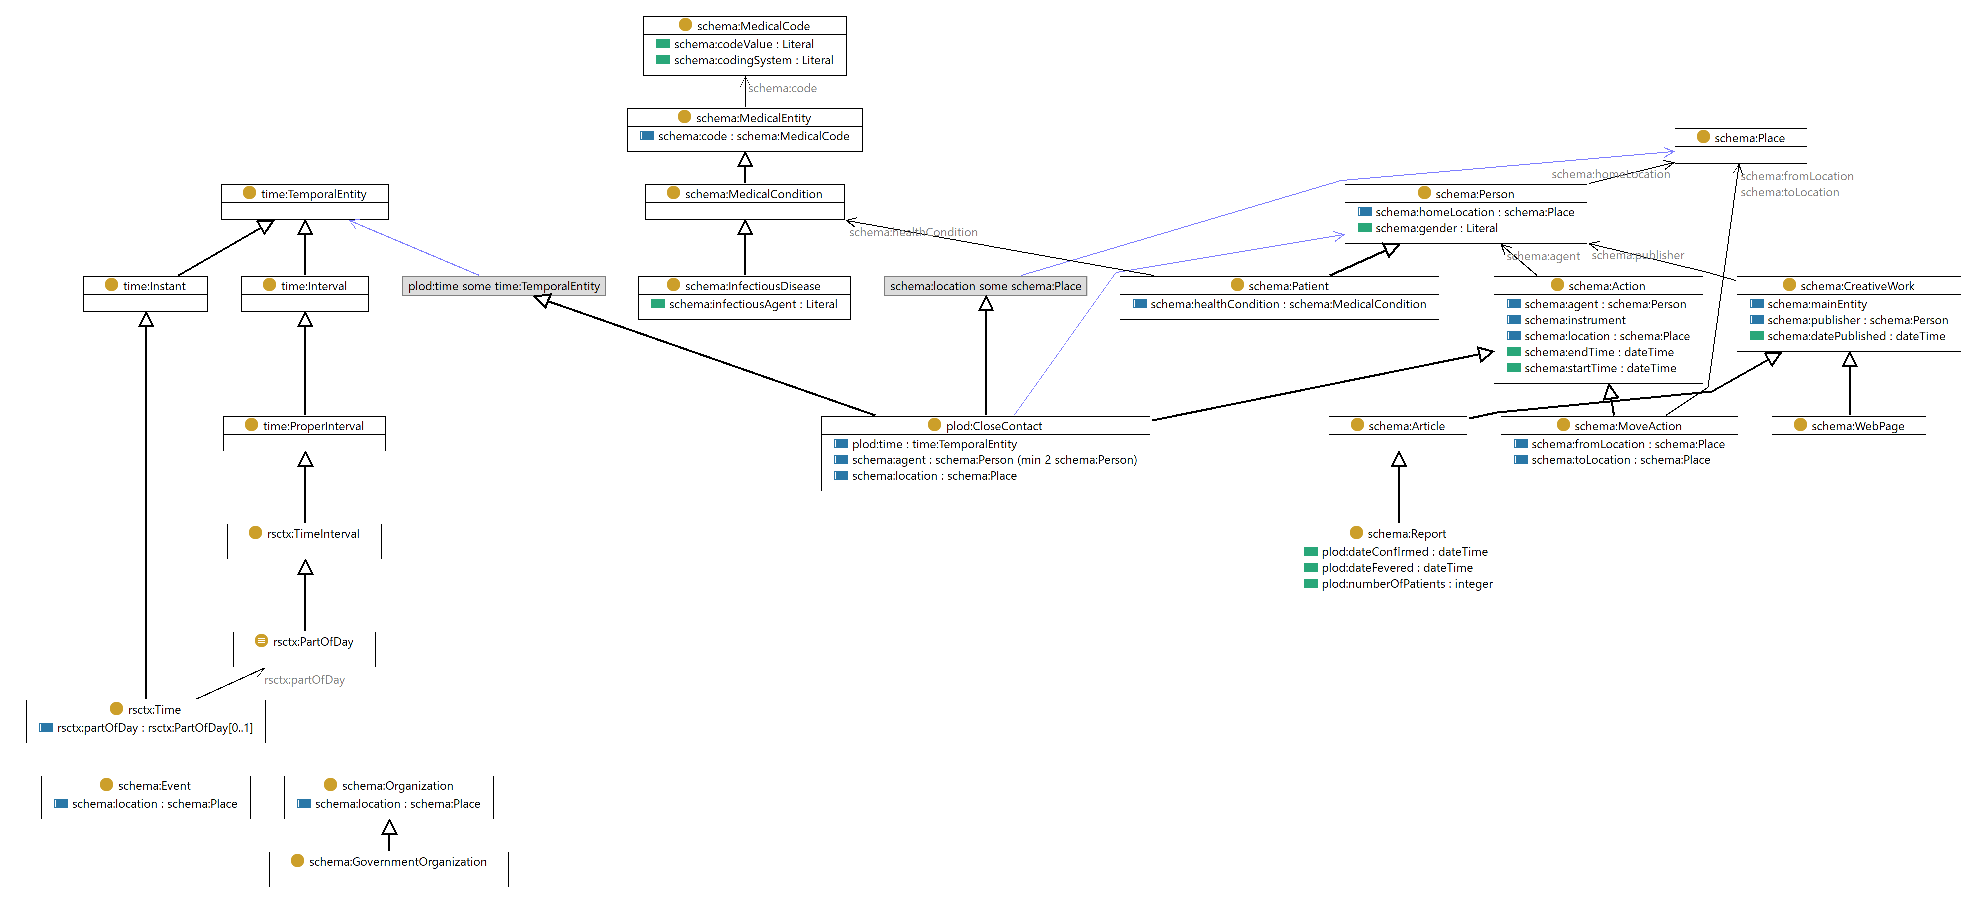 schema:MedicalCode
schema:codeValue : Literal
schema:codingSystem : Literal
schema:code
schema:MedicalEntity
schema:code : schema:MedicalCode
schema:Place
schema:homeLocation
schema:fromLocation
schema:toLocation
time:TemporalEntity
schema:MedicalCondition
schema:Person
schema:homeLocation : schema:Place
schema:gender : Literal
schema:healthCondition
schema:agent
schema:publisher
time:Instant
time:Interval
plod:time some time:TemporalEntity
schema:InfectiousDisease
schema:infectiousAgent : Literal
schema:location some schema:Place
schema:Patient
schema:healthCondition : schema:MedicalCondition
schema:Action
schema:agent : schema:Person
schema:instrument
schema:location : schema:Place
schema:endTime : dateTime
schema:startTime : dateTime
schema:CreativeWork
schema:mainEntity
schema:publisher : schema:Person
schema:datePublished : dateTime
time:ProperInterval
plod:CloseContact
plod:time : time:TemporalEntity
schema:agent : schema:Person (min 2 schema:Person)
schema:location : schema:Place
schema:Article
schema:MoveAction
schema:fromLocation : schema:Place
schema:toLocation : schema:Place
schema:WebPage
rsctx:TimeInterval
schema:Report
plod:dateConfIrmed : dateTime
plod:dateFevered : dateTime
plod:numberOfPatients : integer
rsctx:PartOfDay
rsctx:partOfDay
rsctx:Time
rsctx:partOfDay : rsctx:PartOfDay[0..1]
schema:Event
schema:location : schema:Place
schema:Organization
schema:location : schema:Place
schema:GovernmentOrganization